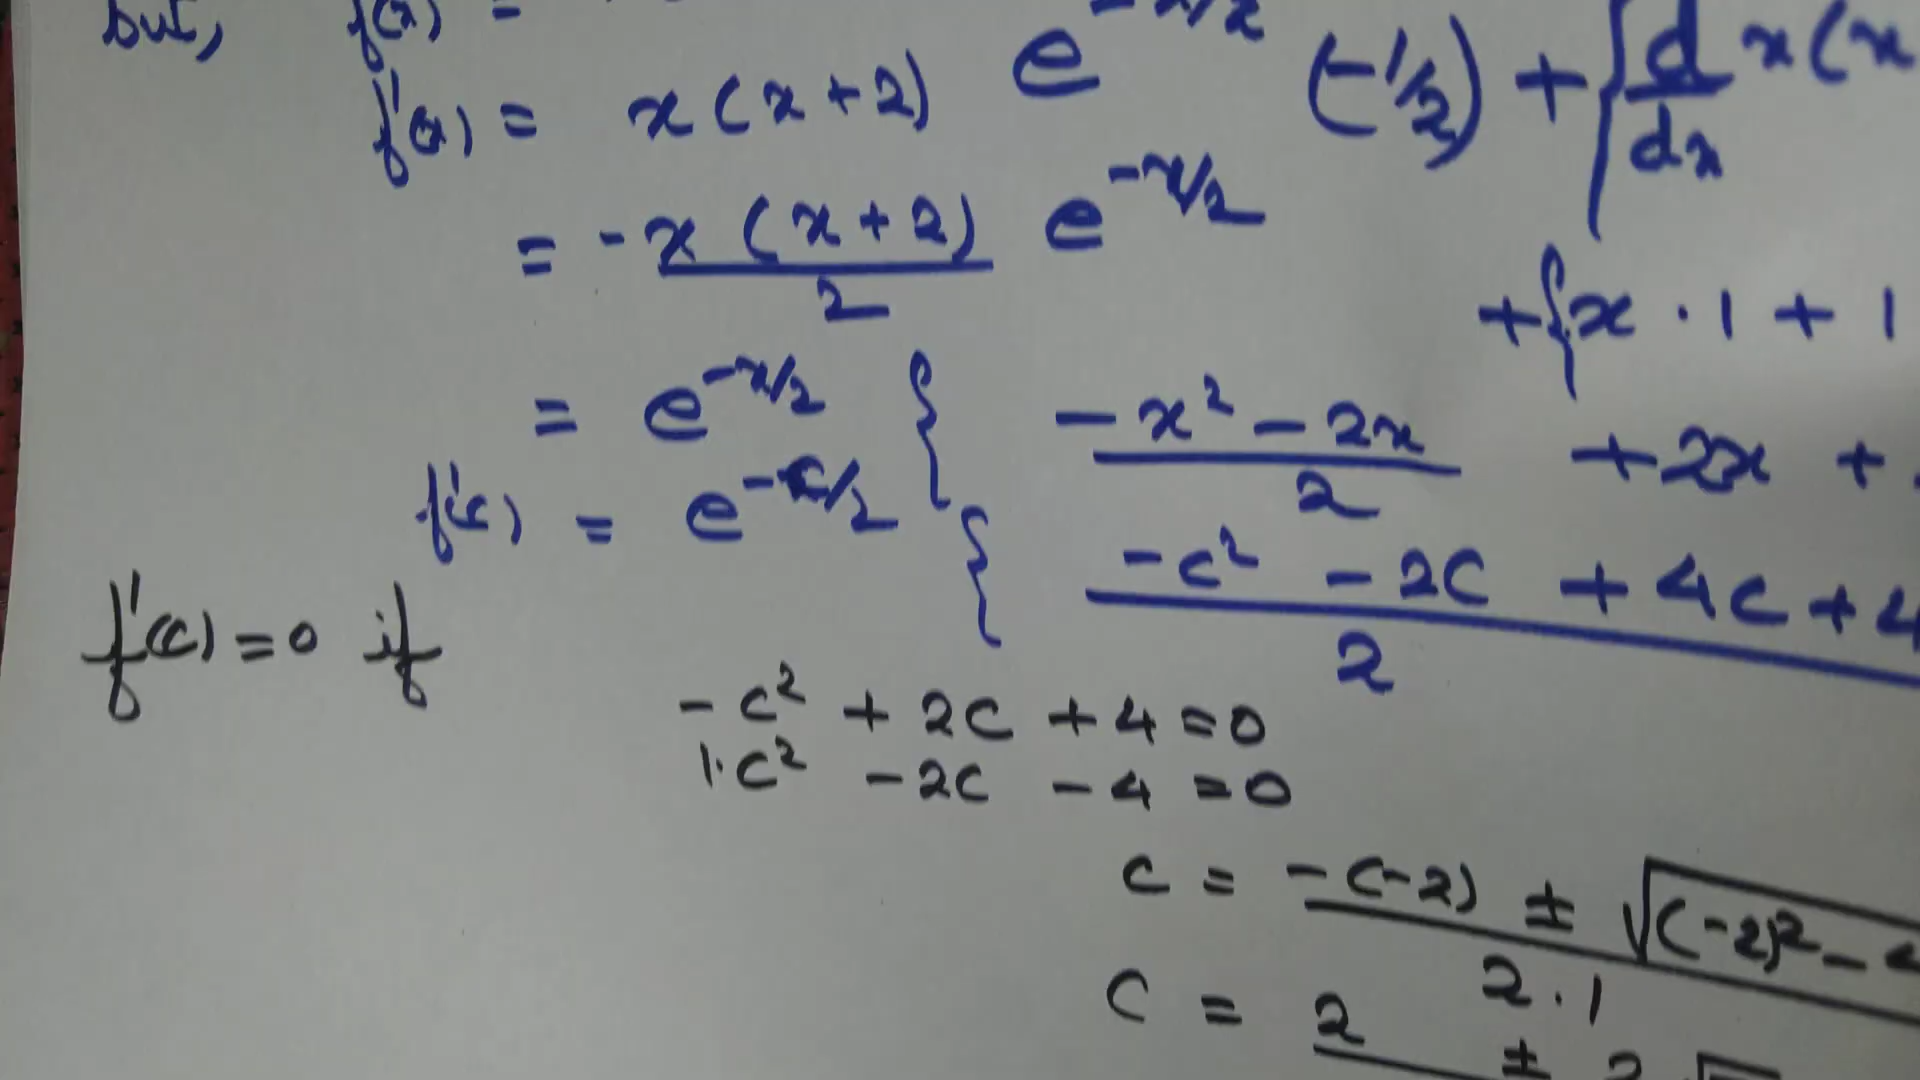 but, f(x) =
f'(x) = x(x+2) e^{-x/2} (-1/2) + { d/dx x(x
= -x(x+2)/2 e^{-x/2}
+{x·1+1
= e^{-x/2} { (-x² - 2x)/2 + 2x +
f'(c) = e^{-c/2} { (-c² - 2c + 4c + 4)/2
f'(c) = 0 if
-c² + 2c + 4 = 0
1·c² - 2c - 4 = 0
c = (-(-2) ± √((-2)² - 4)/(2·1)
c = 2 ± 2√